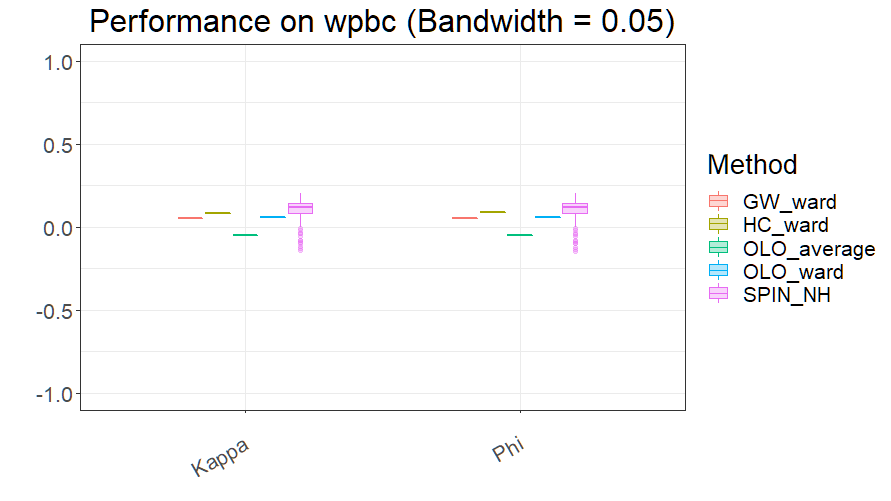 Performance on wpbc (Bandwidth = 0.05)
1.0
0.5
0.0
-0.5
-1.0
Kappa
Phi
Method
GW_ward
HC_ward
OLO_average
OLO_ward
SPIN_NH